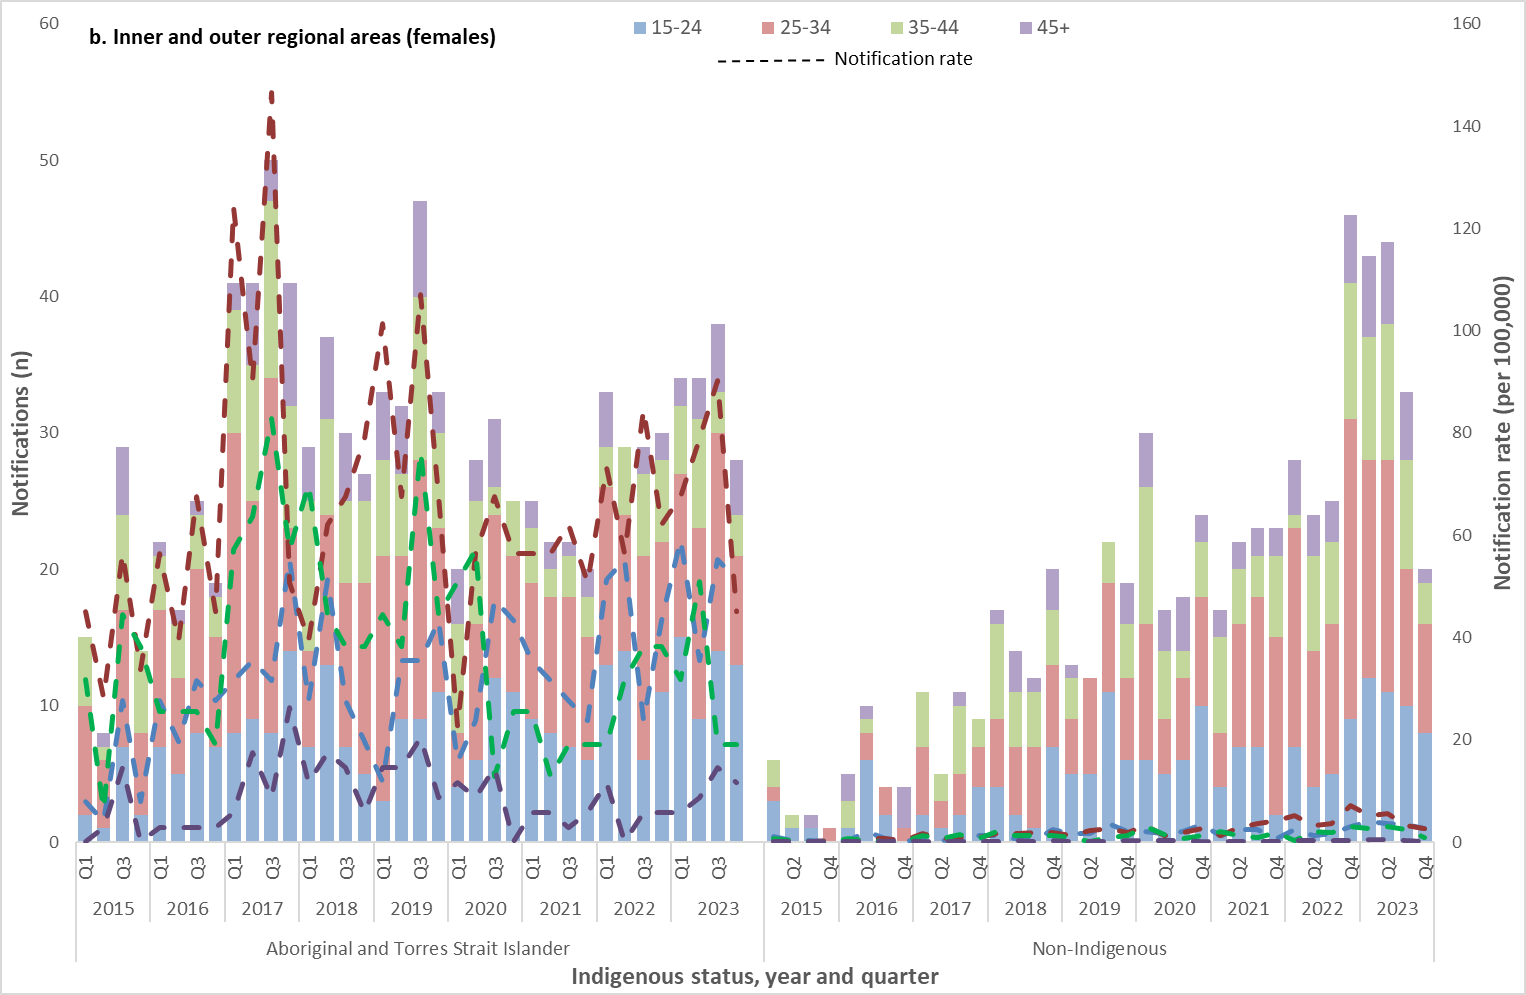 60
50
40
30
20
10
0
Notifications (n)
b. Inner and outer regional areas (females)
15-24 25-34 35-44 45+
Notification rate
160
140
120
100
80
60
40
20
0
Notification rate (per 100,000)
Q1 Q3 Q1 Q3 Q1 Q3 Q1 Q3 Q1 Q3 Q1 Q3 Q1 Q3 Q1 Q3 Q1 Q3 Q2 Q4 Q2 Q4 Q2 Q4 Q2 Q4 Q2 Q4 Q2 Q4 Q2 Q4 Q2 Q4 Q2 Q4
2015 2016 2017 2018 2019 2020 2021 2022 2023 2015 2016 2017 2018 2019 2020 2021 2022 2023
Aboriginal and Torres Strait Islander Non-Indigenous
Indigenous status, year and quarter